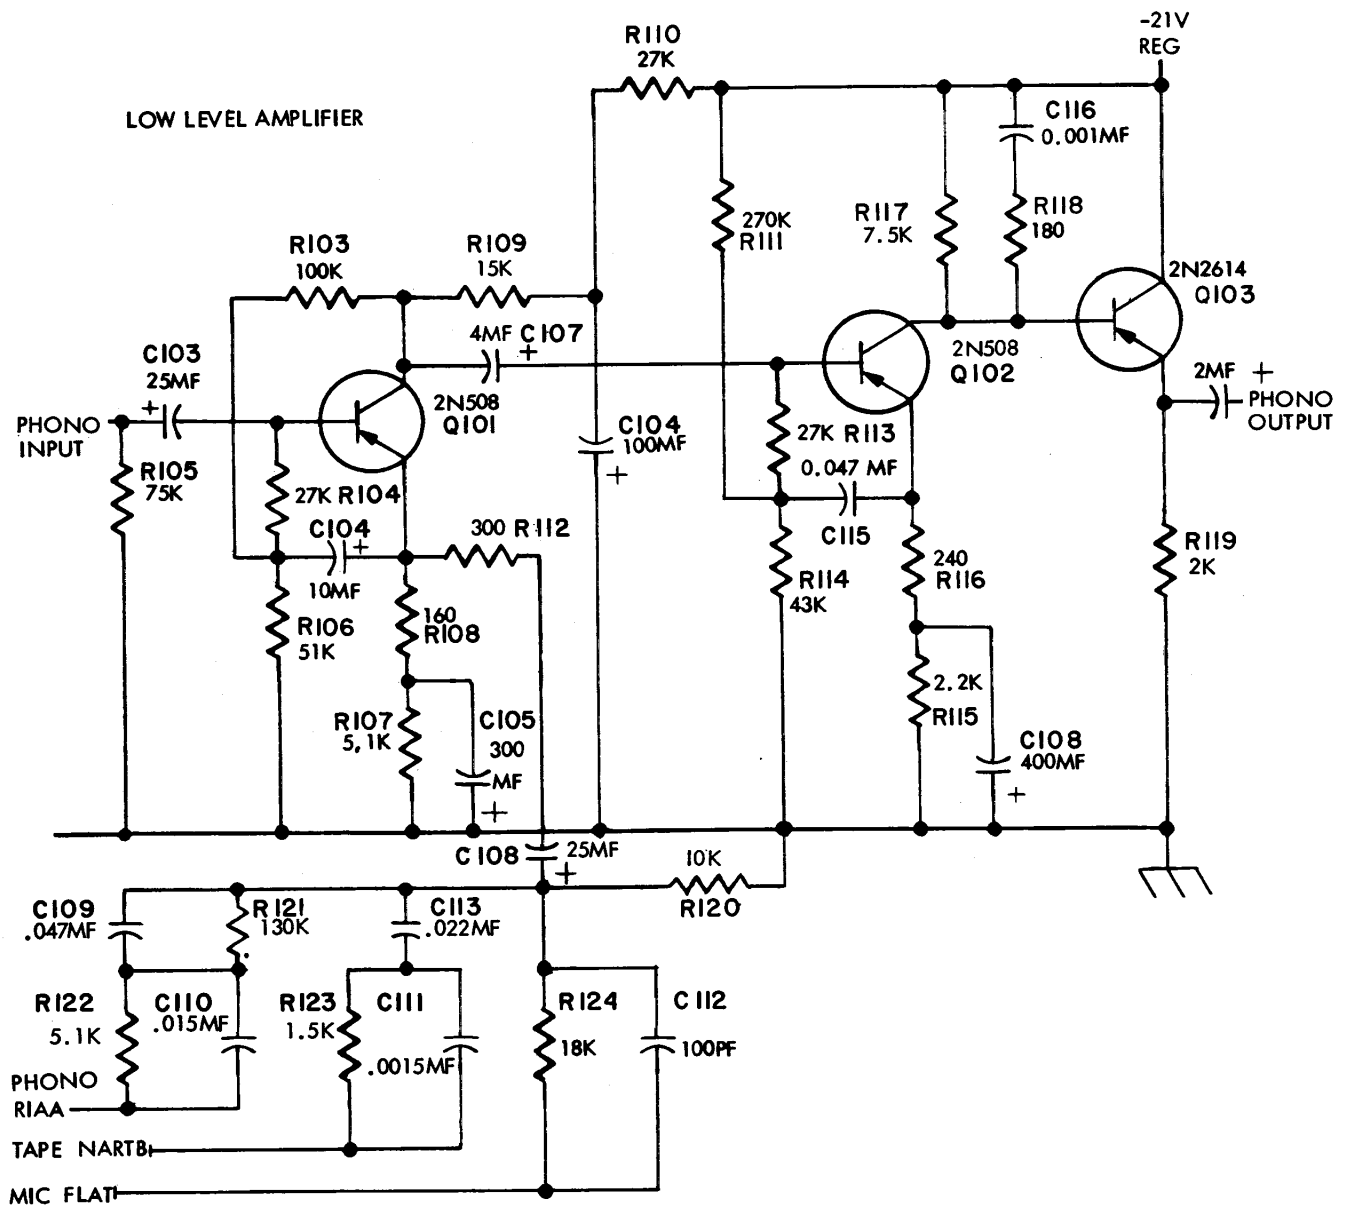 -21V
REG
R110
27K
LOW LEVEL AMPLIFIER
C116
0.001MF
270K
R111
R117
7.5K
R118
180
R103
100K
R109
15K
2N2614
Q103
4MF C107
+
2N508
Q102
C103
25MF
+
2N508
Q101
2MF +
PHONO
OUTPUT
PHONO
INPUT
C104
100MF
+
27K R113
R105
75K
0.047 MF
27K R104
C104
+
10MF
300 R112
C115
R114
43K
240
R116
R119
2K
R106
51K
160
R108
R107
5,1K
C105
300
MF
+
2.2K
R115
C108
400MF
+
C108
25MF
+
10K
R120
C109
.047MF
R121
130K
C113
.022MF
R122
5.1K
C110
.015MF
R123
1.5K
C111
.0015MF
R124
18K
C112
100PF
PHONO
RIAA
TAPE NARTB
MIC FLAT